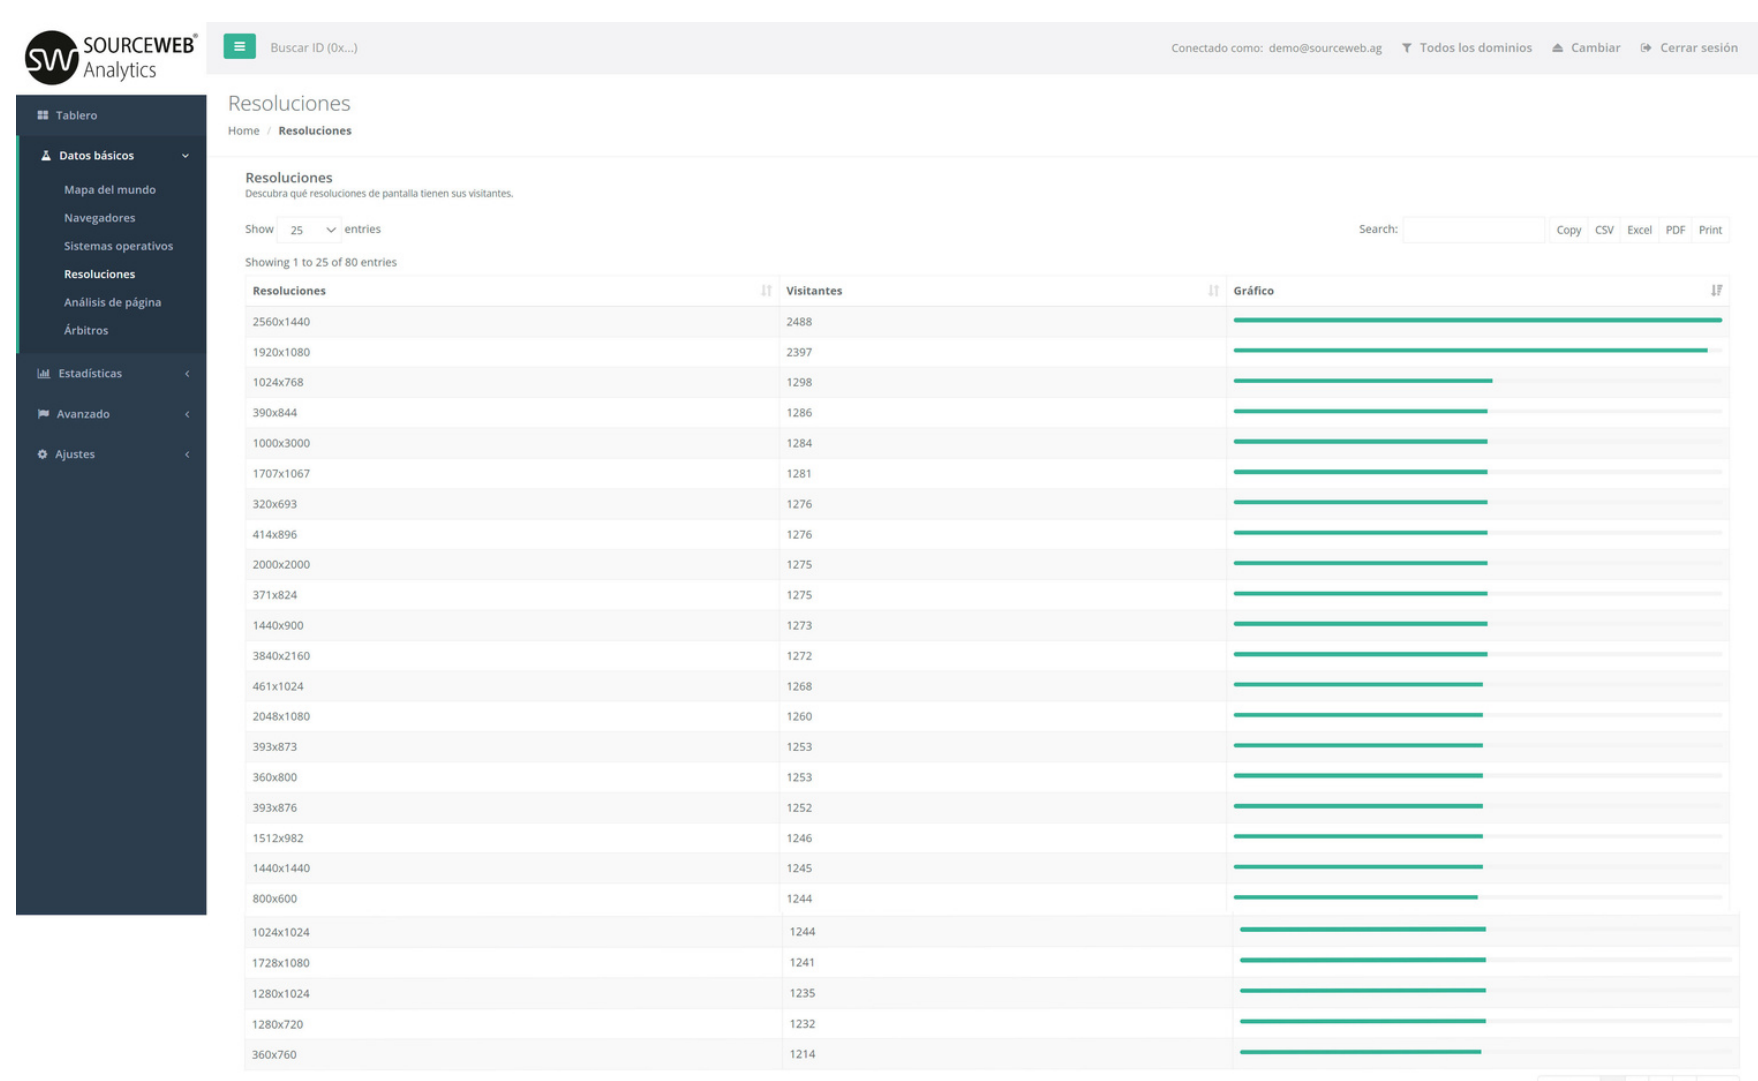 SW SOURCEWEB®
Analytics
Buscar ID (0x...)
Conectado como: demo@sourceweb.ag Todos los dominios Cambiar Cerrar sesión
Tablero
Datos básicos
Mapa del mundo
Navegadores
Sistemas operativos
Resoluciones
Análisis de página
Árbitros
Estadísticas
Avanzado
Ajustes
Resoluciones
Home / Resoluciones
Resoluciones
Descubra qué resoluciones de pantalla tienen sus visitantes.
Show 25 entries Search: Copy CSV Excel PDF Print
Showing 1 to 25 of 80 entries
Resoluciones Visitantes Gráfico
2560x1440 2488
1920x1080 2397
1024x768 1298
390x844 1286
1000x3000 1284
1707x1067 1281
320x693 1276
414x896 1276
2000x2000 1275
371x824 1275
1440x900 1273
3840x2160 1272
461x1024 1268
2048x1080 1260
393x873 1253
360x800 1253
393x876 1252
1512x982 1246
1440x1440 1245
800x600 1244
1024x1024 1244
1728x1080 1241
1280x1024 1235
1280x720 1232
360x760 1214